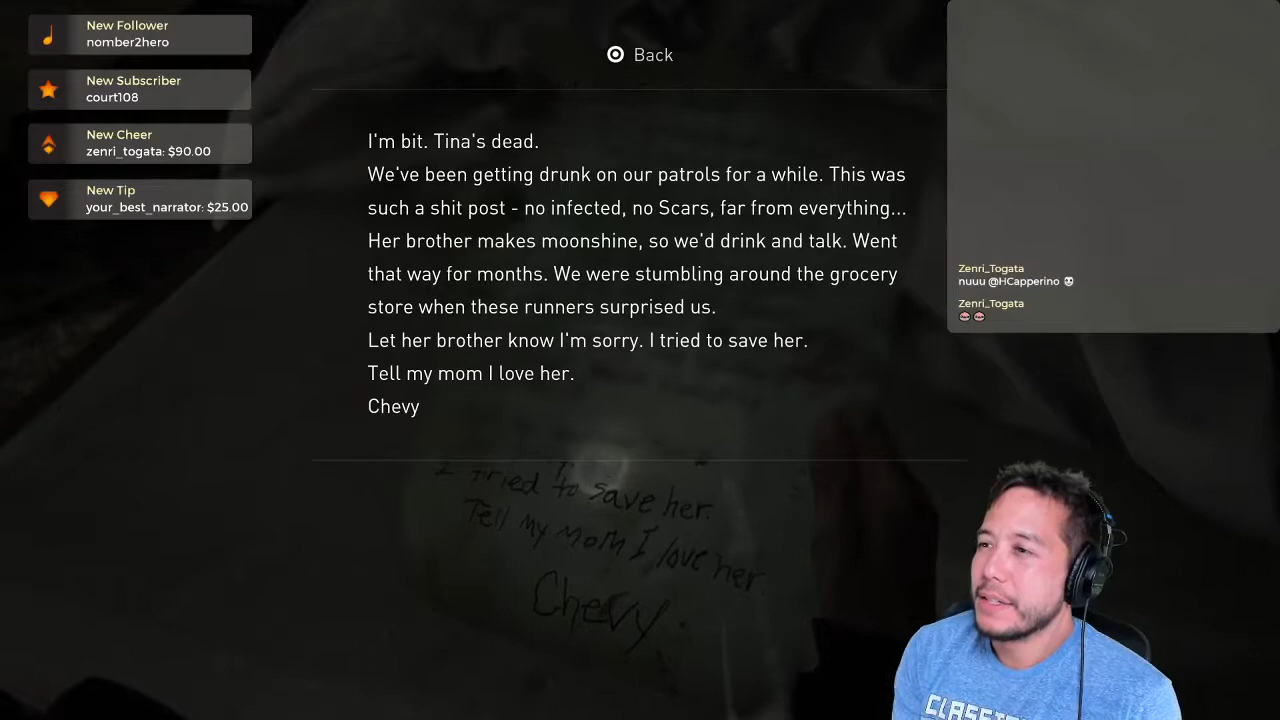 New Follower
nomber2hero
New Subscriber
court108
New Cheer
zenri_togata: $90.00
New Tip
your_best_narrator: $25.00
Back
I'm bit. Tina's dead.
We've been getting drunk on our patrols for a while. This was
such a shit post - no infected, no Scars, far from everything...
Her brother makes moonshine, so we'd drink and talk. Went
that way for months. We were stumbling around the grocery
store when these runners surprised us.
Let her brother know I'm sorry. I tried to save her.
Tell my mom I love her.
Chevy
I tried to save her.
Tell my mom I love her.
Chevy.
Zenri_Togata
nuuu @HCapperino
Zenri_Togata